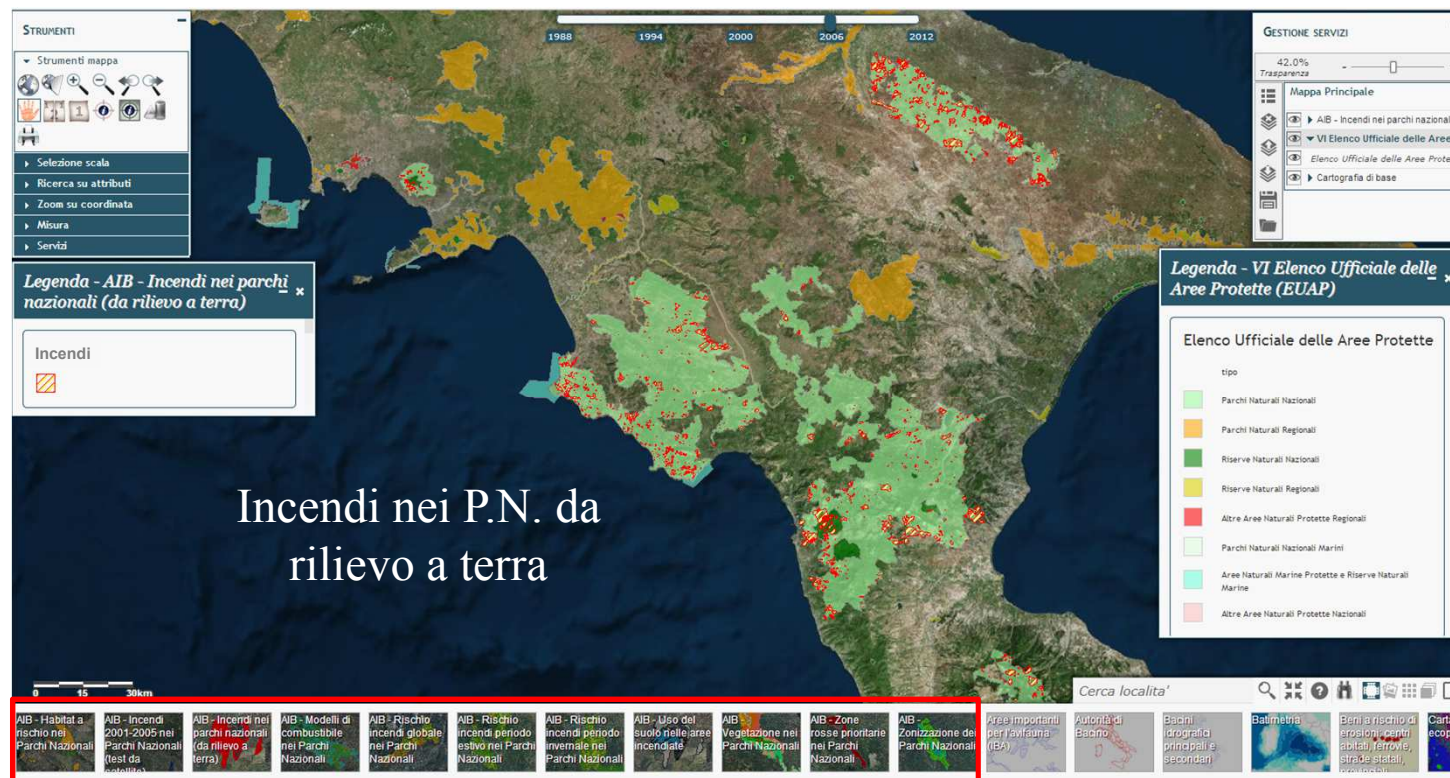 STRUMENTI
Strumenti mappa
Selezione scala
Ricerca su attributi
Zoom su coordinata
Misura
Servizi
Legenda - AIB - Incendi nei parchi
nazionali (da rilievo a terra)
Incendi
1988
1994
2000
2006
2012
GESTIONE SERVIZI
42.0%
Trasparenza
Mappa Principale
AIB - Incendi nei parchi nazional
VI Elenco Ufficiale delle Aree
Elenco Ufficiale delle Aree Prote
Cartografia di base
Legenda - VI Elenco Ufficiale delle
Aree Protette (EUAP)
Elenco Ufficiale delle Aree Protette
tipo
Parchi Naturali Nazionali
Parchi Naturali Regionali
Riserve Naturali Nazionali
Riserve Naturali Regionali
Altre Aree Naturali Protette Regionali
Parchi Naturali Nazionali Marini
Aree Naturali Marine Protette e Riserve Naturali
Marine
Altre Aree Naturali Protette Nazionali
Incendi nei P.N. da
rilievo a terra
0 15 30km
Cerca localita'
AIB - Habitat a
rischio nei
Parchi Nazionali
AIB - Incendi
2001-2005 nei
Parchi Nazionali
(test da
satellite)
AIB - Incendi nei
parchi nazionali
(da rilievo a
terra)
AIB - Modelli di
combustibile
nei Parchi
Nazionali
AIB - Rischio
incendi globale
nei Parchi
Nazionali
AIB - Rischio
incendi periodo
estivo nei Parchi
Nazionali
AIB - Rischio
incendi periodo
invernale nei
Parchi Nazionali
AIB - Uso del
suolo nelle aree
incendiate
AIB -
Vegetazione nei
Parchi Nazionali
AIB - Zone
rosse prioritarie
nei Parchi
Nazionali
AIB -
Zonizzazione dei
Parchi Nazionali
Aree importanti
per l'avifauna
(IBA)
Autorità di
Bacino
Bacini
idrografici
principali e
secondari
Batimetria
Beni a rischio di
erosioni: centri
abitati, ferrovie,
strade statali,
provinciali
Carta
ecop